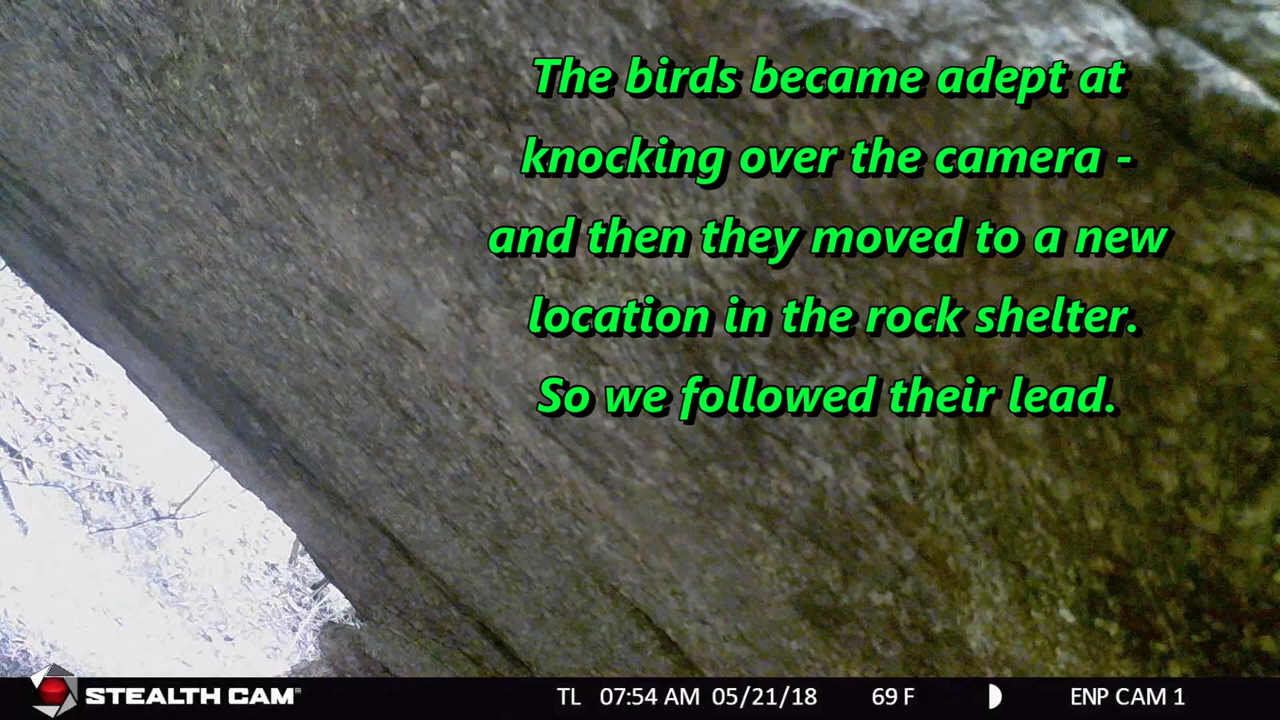 The birds became adept at
knocking over the camera -
and then they moved to a new
location in the rock shelter.
So we followed their lead.
STEALTH CAM® TL 07:54 AM 05/21/18 69 F ENP CAM 1